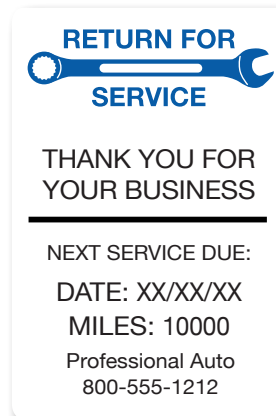 RETURN FOR
SERVICE
THANK YOU FOR
YOUR BUSINESS
NEXT SERVICE DUE:
DATE: XX/XX/XX
MILES: 10000
Professional Auto
800-555-1212